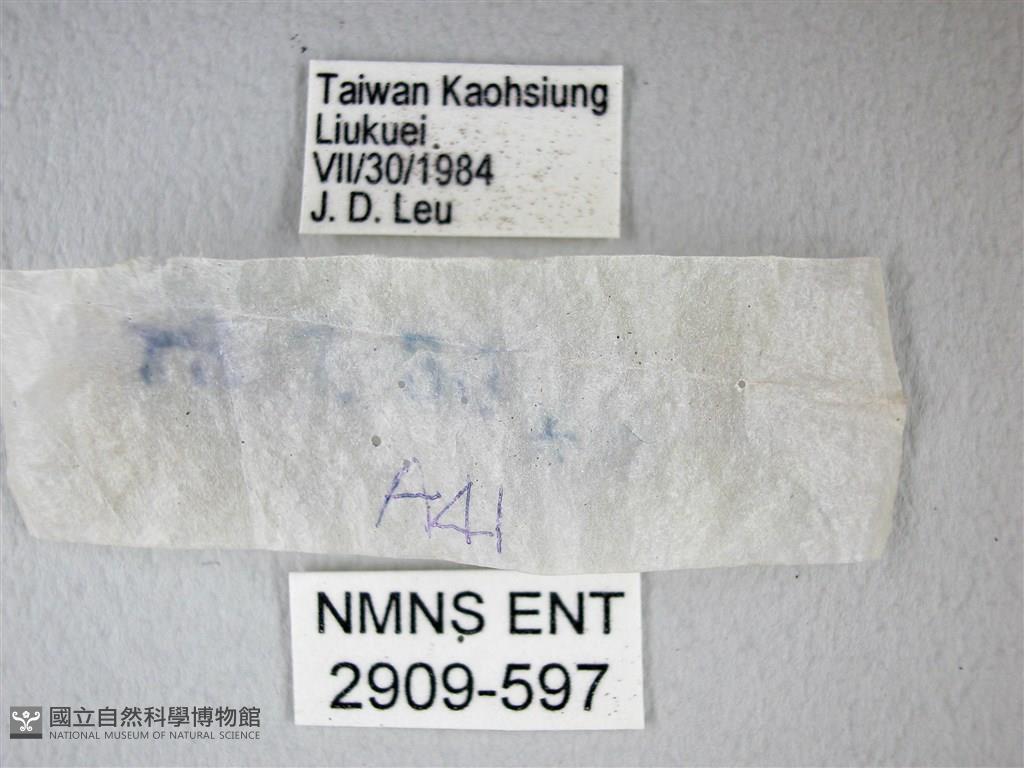 Taiwan Kaohsiung
Liukuei
VII/30/1984
J. D. Leu
A41
NMNS ENT
2909-597
國立自然科學博物館
NATIONAL MUSEUM OF NATURAL SCIENCE